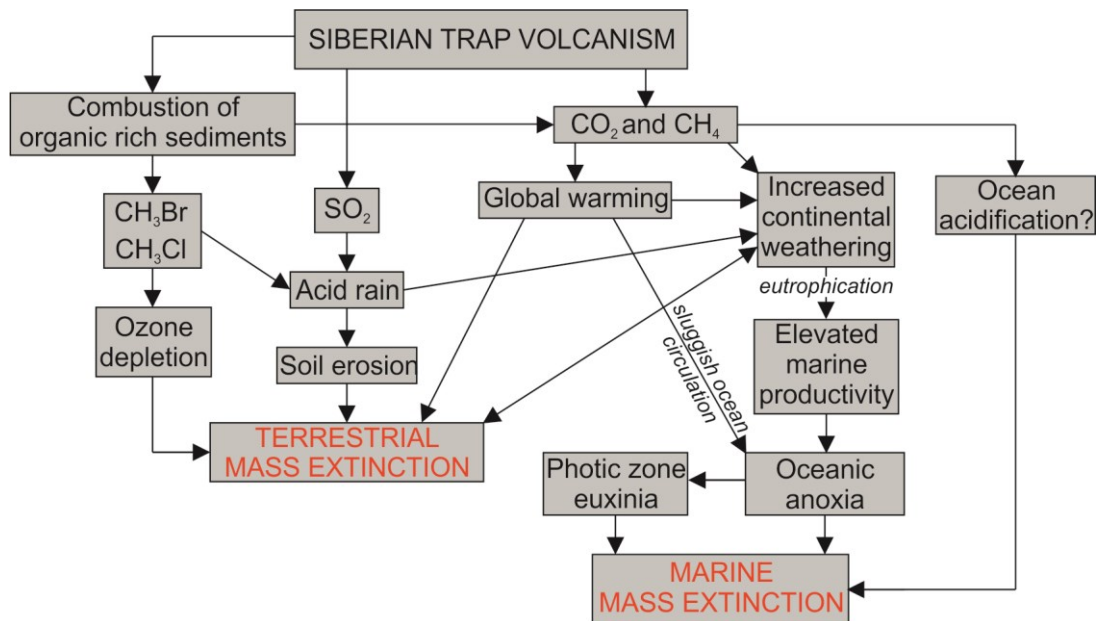 SIBERIAN TRAP VOLCANISM
Combustion of
organic rich sediments
CO₂ and CH₄
CH₃Br
CH₃Cl
SO₂
Global warming
Increased
continental
weathering
Ocean
acidification?
eutrophication
Acid rain
Ozone
depletion
Soil erosion
sluggish ocean
circulation
Elevated
marine
productivity
TERRESTRIAL
MASS EXTINCTION
Photic zone
euxinia
Oceanic
anoxia
MARINE
MASS EXTINCTION